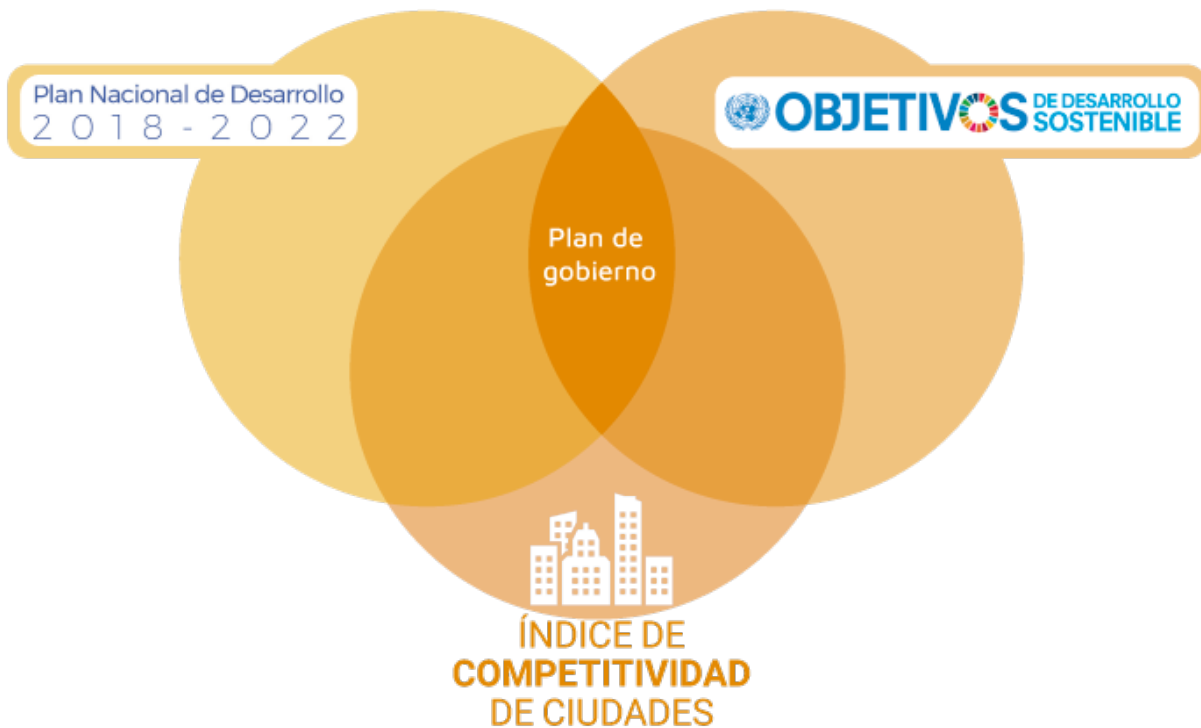 Plan Nacional de Desarrollo
2018-2022
OBJETIVOS DE DESARROLLO
SOSTENIBLE
Plan de
gobierno
ÍNDICE DE
COMPETITIVIDAD
DE CIUDADES